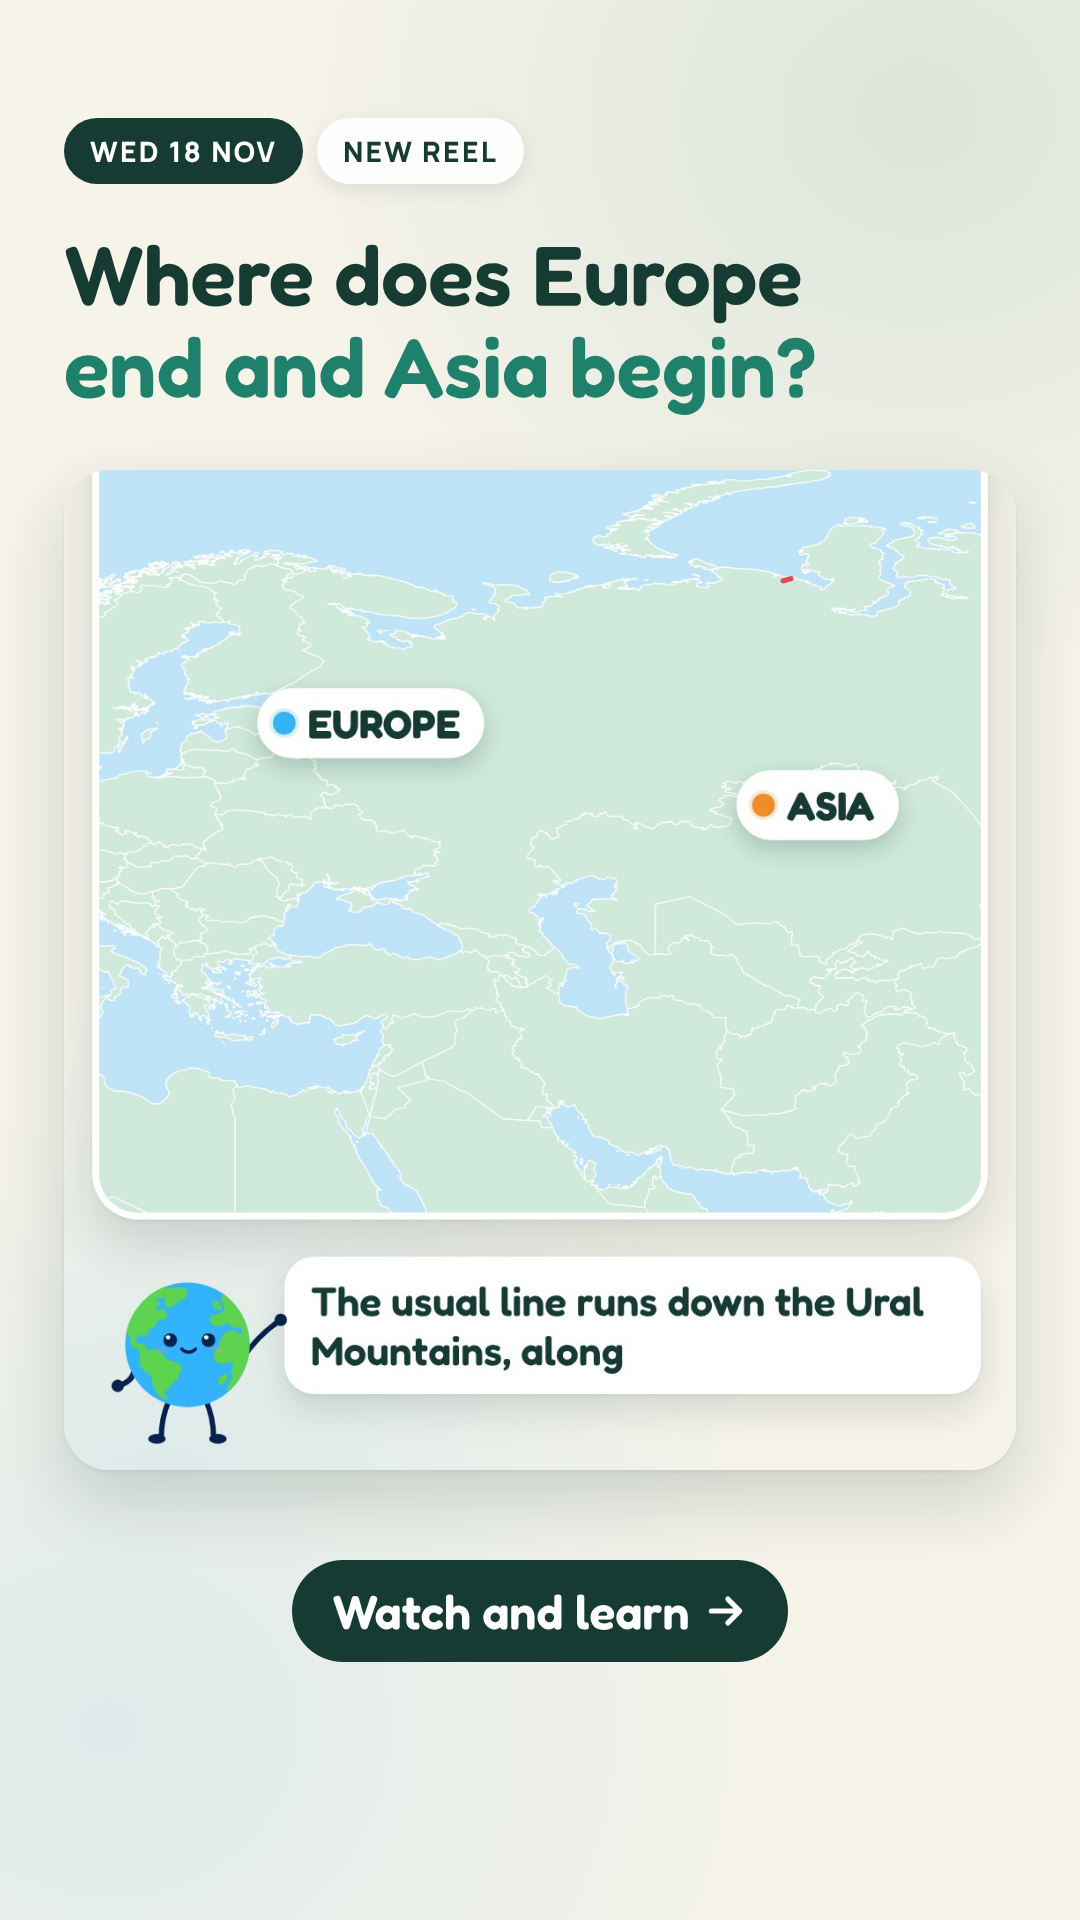 WED 18 NOV
NEW REEL
Where does Europe
end and Asia begin?
EUROPE
ASIA
The usual line runs down the Ural
Mountains, along
Watch and learn →